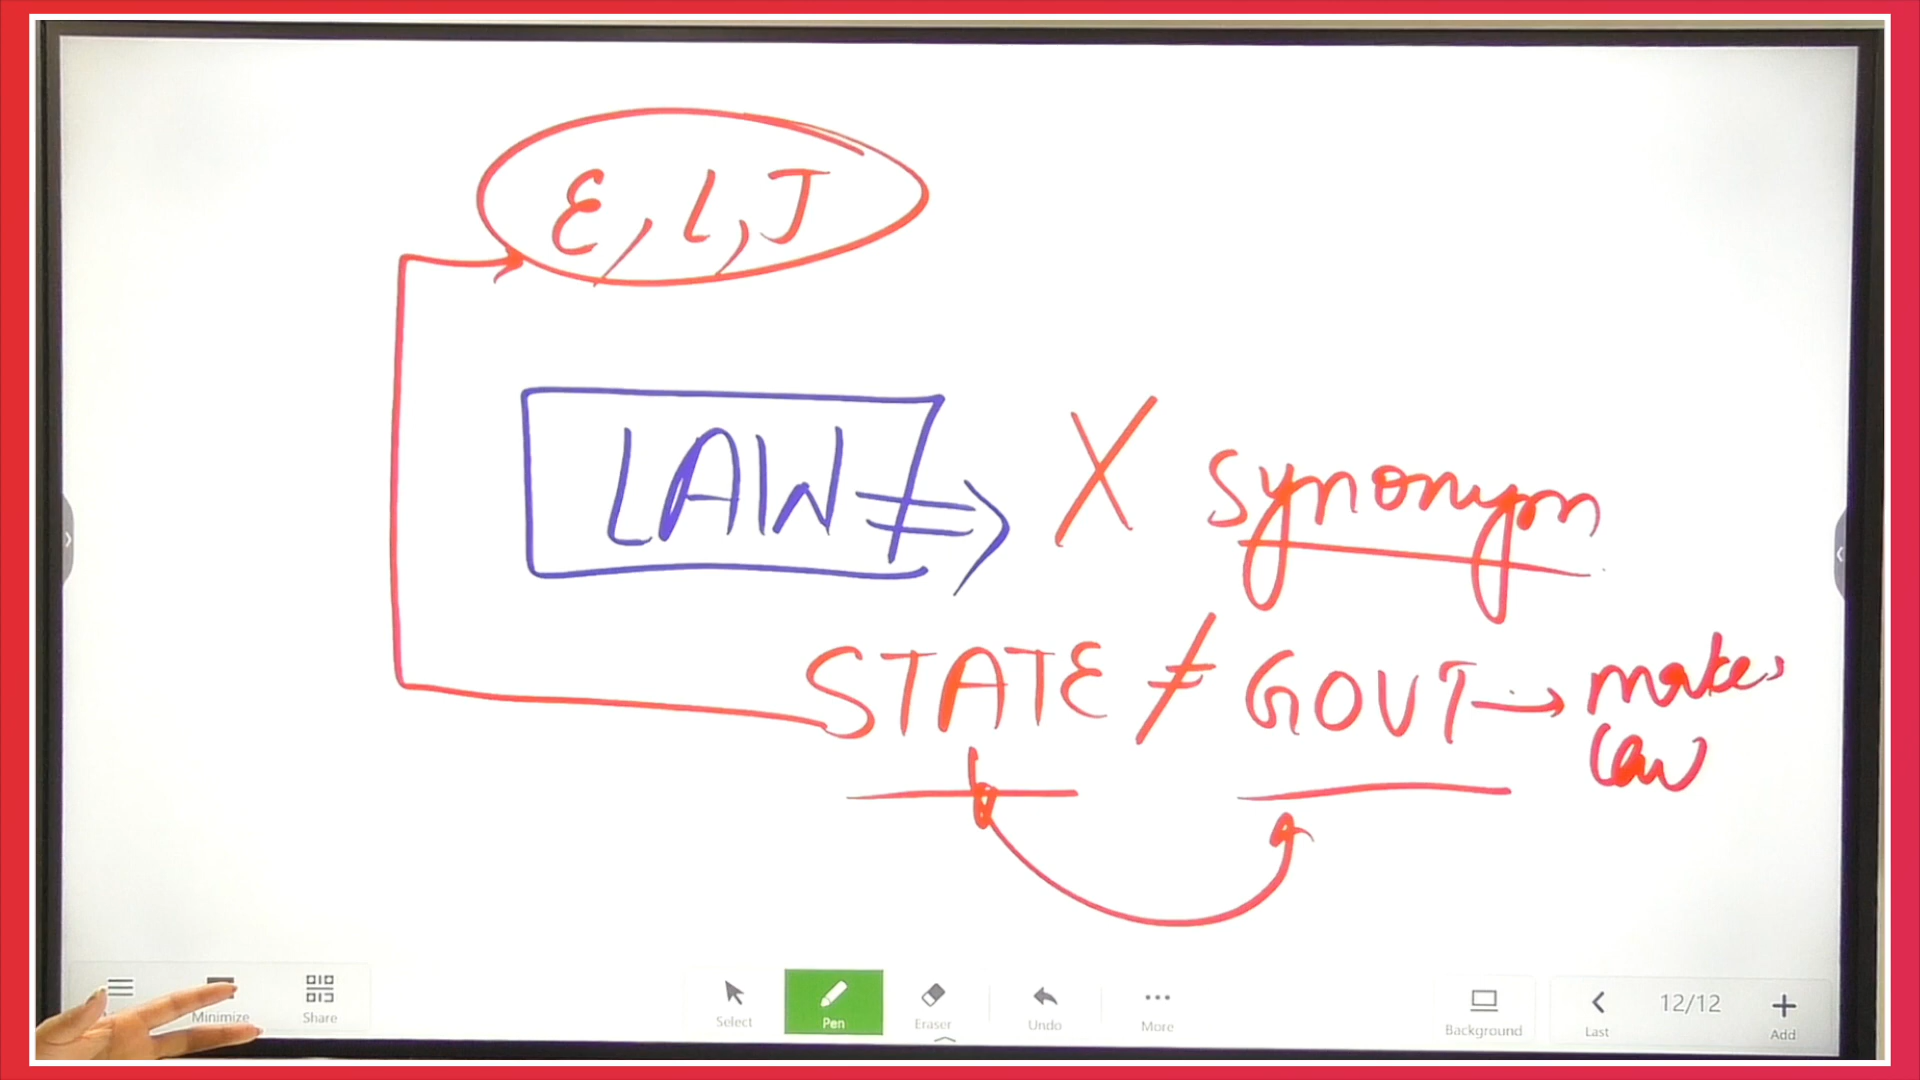 E, L, J
LAW ≠> X synonym
STATE ≠ GOVT → makes
law
Minimize
Share
Select
Pen
Eraser
Undo
More
Background
Last
12/12
Add